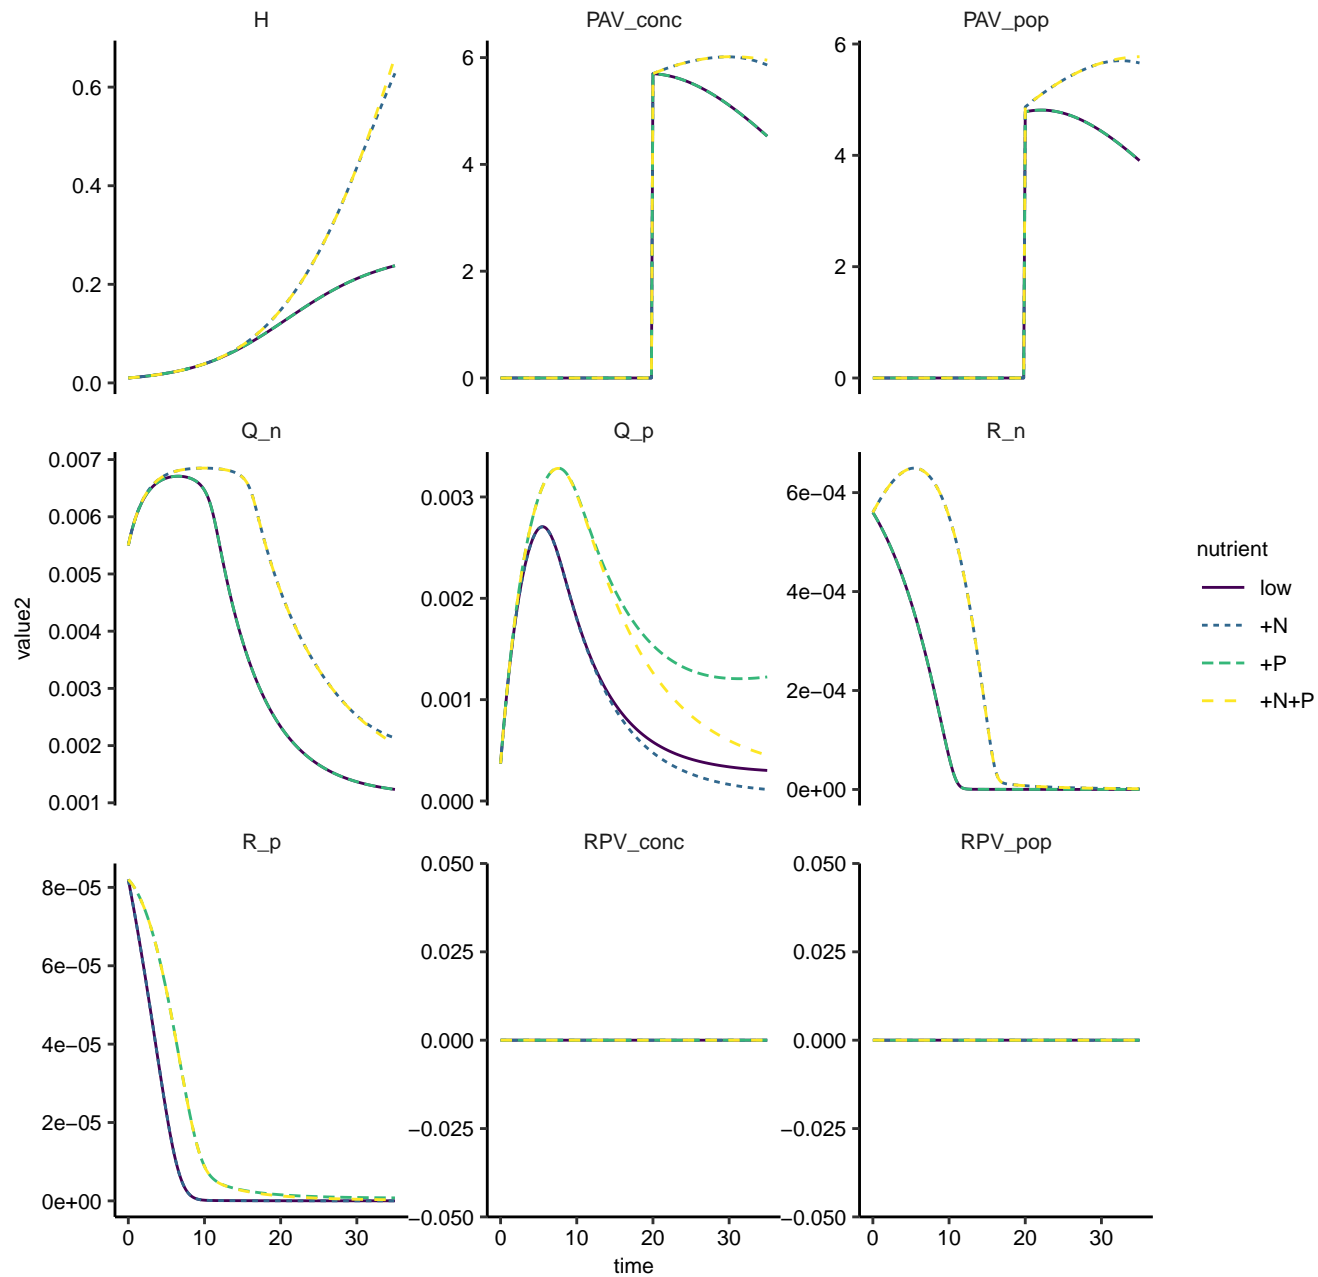 H
PAV_conc
PAV_pop
0.6
0.4
0.2
0.0
6
4
2
0
6
4
2
0
Q_n
Q_p
R_n
0.007
0.006
0.005
0.004
0.003
0.002
0.001
0.003
0.002
0.001
0.000
6e−04
4e−04
2e−04
0e+00
value2
R_p
RPV_conc
RPV_pop
8e−05
6e−05
4e−05
2e−05
0e+00
0.050
0.025
0.000
−0.025
−0.050
0.050
0.025
0.000
−0.025
−0.050
0 10 20 30
0 10 20 30
0 10 20 30
time
nutrient
low
+N
+P
+N+P